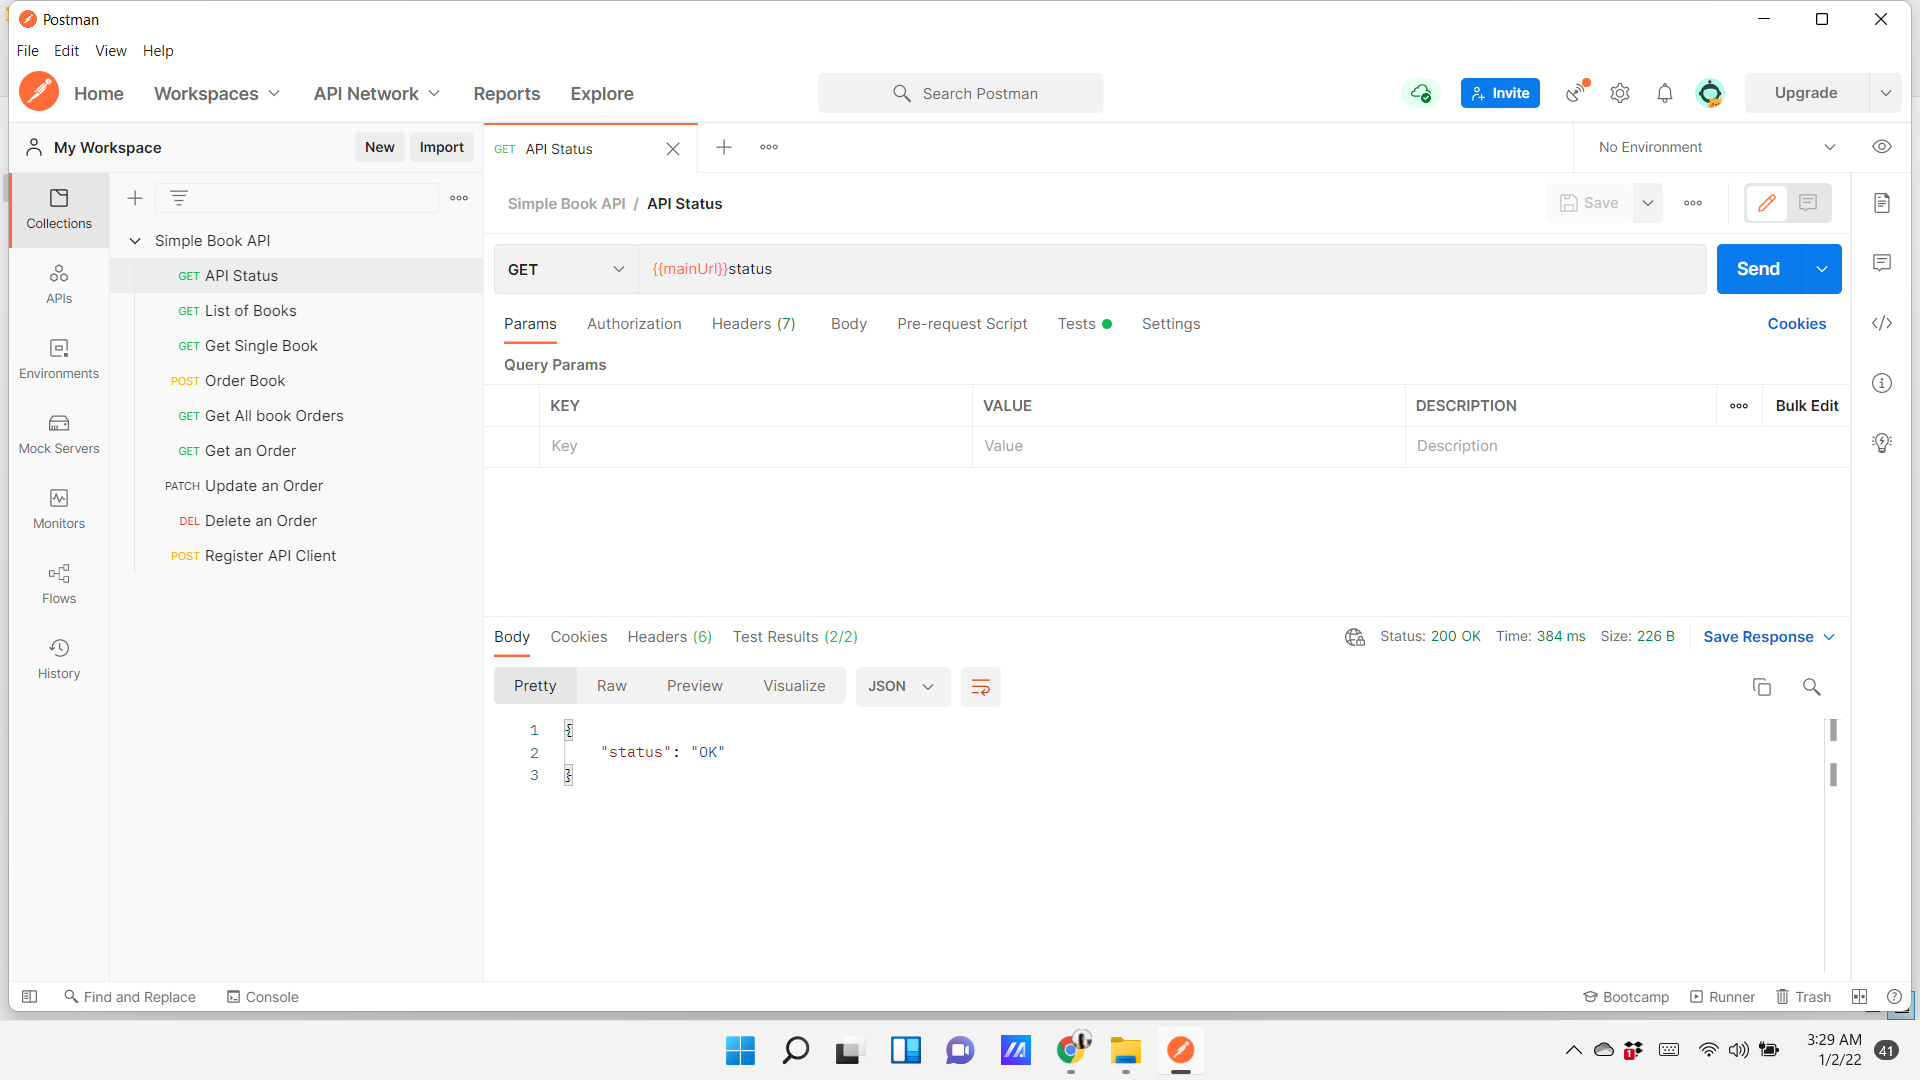 Postman
File Edit View Help
Home Workspaces API Network Reports Explore Search Postman Invite Upgrade
My Workspace New Import GET API Status No Environment
Simple Book API / API Status Save
Collections
APIs
Environments
Mock Servers
Monitors
Flows
History
Simple Book API
GET API Status
GET List of Books
GET Get Single Book
POST Order Book
GET Get All book Orders
GET Get an Order
PATCH Update an Order
DEL Delete an Order
POST Register API Client
GET {{mainUrl}}status Send
Params Authorization Headers (7) Body Pre-request Script Tests Settings Cookies
Query Params
KEY VALUE DESCRIPTION Bulk Edit
Key Value Description
Body Cookies Headers (6) Test Results (2/2) Status: 200 OK Time: 384 ms Size: 226 B Save Response
Pretty Raw Preview Visualize JSON
1 {
2 "status": "OK"
3 }
Find and Replace Console Bootcamp Runner Trash
1
3:29 AM
1/2/22
41